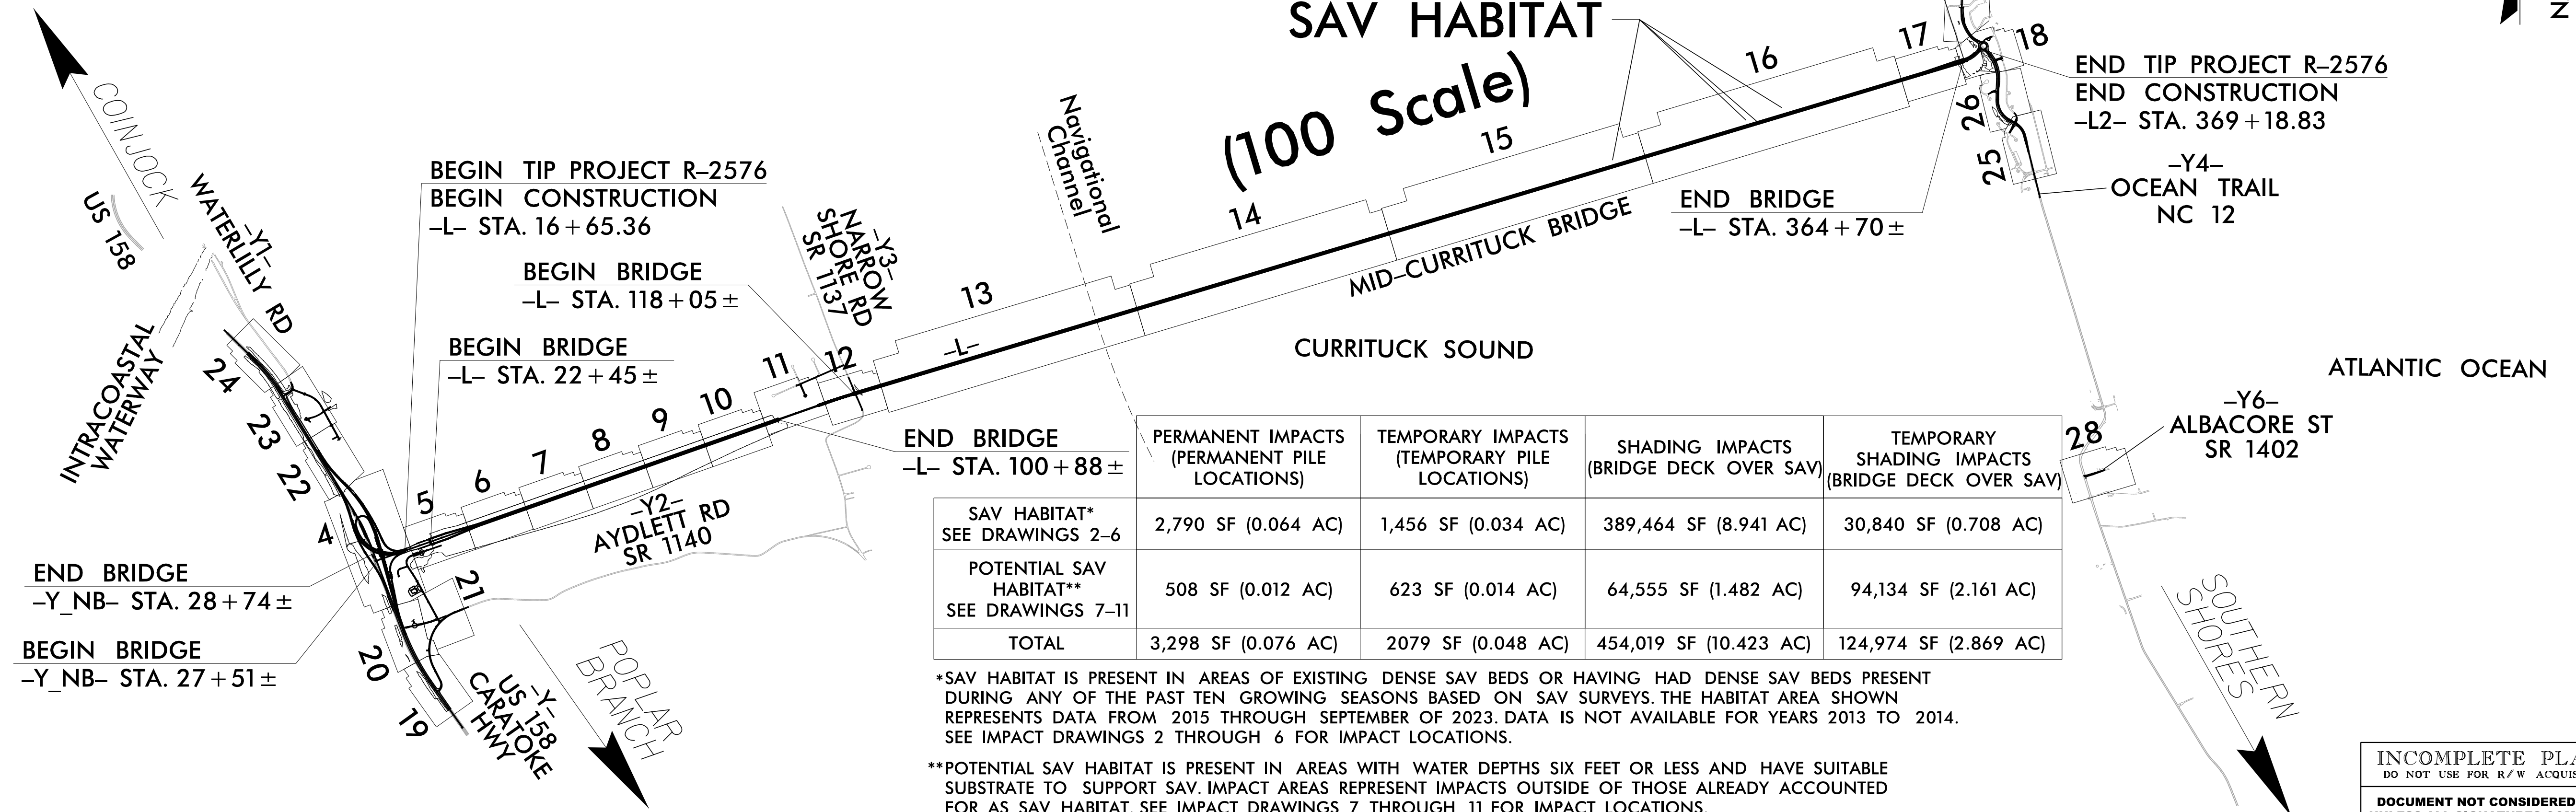 SAV HABITAT
(100 Scale)
N
COINJOCK
US 158
–Y1–
WATERLILLY RD
INTRACOASTAL
WATERWAY
BEGIN TIP PROJECT R–2576
BEGIN CONSTRUCTION
–L– STA. 16+65.36
BEGIN BRIDGE
–L– STA. 118+05±
BEGIN BRIDGE
–L– STA. 22+45±
–Y3–
NARROW
SHORE RD
SR 1137
Navigational
Channel
–L–
MID–CURRITUCK BRIDGE
CURRITUCK SOUND
END BRIDGE
–L– STA. 364+70±
END TIP PROJECT R–2576
END CONSTRUCTION
–L2– STA. 369+18.83
–Y4–
OCEAN TRAIL
NC 12
ATLANTIC OCEAN
–Y6–
ALBACORE ST
SR 1402
24
23
22
4
5
6
7
8
9
10
11
12
13
14
15
16
17
18
26
25
28
21
20
19
END BRIDGE
–L– STA. 100+88±
–Y2–
AYDLETT RD
SR 1140
END BRIDGE
–Y_NB– STA. 28+74±
BEGIN BRIDGE
–Y_NB– STA. 27+51±
–Y–
US 158
CARATOKE
HWY
POPLAR
BRANCH
SOUTHERN
SHORES
PERMANENT IMPACTS
(PERMANENT PILE
LOCATIONS)
TEMPORARY IMPACTS
(TEMPORARY PILE
LOCATIONS)
SHADING IMPACTS
(BRIDGE DECK OVER SAV)
TEMPORARY
SHADING IMPACTS
(BRIDGE DECK OVER SAV)
SAV HABITAT*
SEE DRAWINGS 2–6
2,790 SF (0.064 AC)
1,456 SF (0.034 AC)
389,464 SF (8.941 AC)
30,840 SF (0.708 AC)
POTENTIAL SAV
HABITAT**
SEE DRAWINGS 7–11
508 SF (0.012 AC)
623 SF (0.014 AC)
64,555 SF (1.482 AC)
94,134 SF (2.161 AC)
TOTAL
3,298 SF (0.076 AC)
2079 SF (0.048 AC)
454,019 SF (10.423 AC)
124,974 SF (2.869 AC)
*SAV HABITAT IS PRESENT IN AREAS OF EXISTING DENSE SAV BEDS OR HAVING HAD DENSE SAV BEDS PRESENT
DURING ANY OF THE PAST TEN GROWING SEASONS BASED ON SAV SURVEYS. THE HABITAT AREA SHOWN
REPRESENTS DATA FROM 2015 THROUGH SEPTEMBER OF 2023. DATA IS NOT AVAILABLE FOR YEARS 2013 TO 2014.
SEE IMPACT DRAWINGS 2 THROUGH 6 FOR IMPACT LOCATIONS.
**POTENTIAL SAV HABITAT IS PRESENT IN AREAS WITH WATER DEPTHS SIX FEET OR LESS AND HAVE SUITABLE
SUBSTRATE TO SUPPORT SAV. IMPACT AREAS REPRESENT IMPACTS OUTSIDE OF THOSE ALREADY ACCOUNTED
FOR AS SAV HABITAT. SEE IMPACT DRAWINGS 7 THROUGH 11 FOR IMPACT LOCATIONS.
INCOMPLETE PLA
DO NOT USE FOR R/W ACQUIS
DOCUMENT NOT CONSIDERED